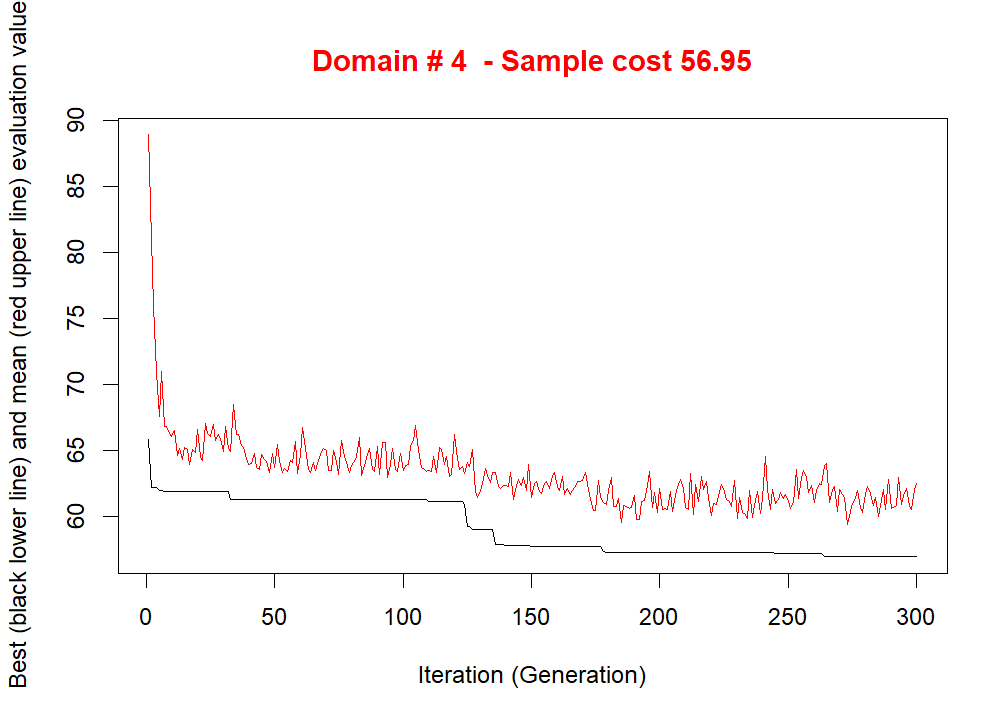 Domain # 4  - Sample cost 56.95
Best (black lower line) and mean (red upper line) evaluation value
90
85
80
75
70
65
60
0 50 100 150 200 250 300
Iteration (Generation)